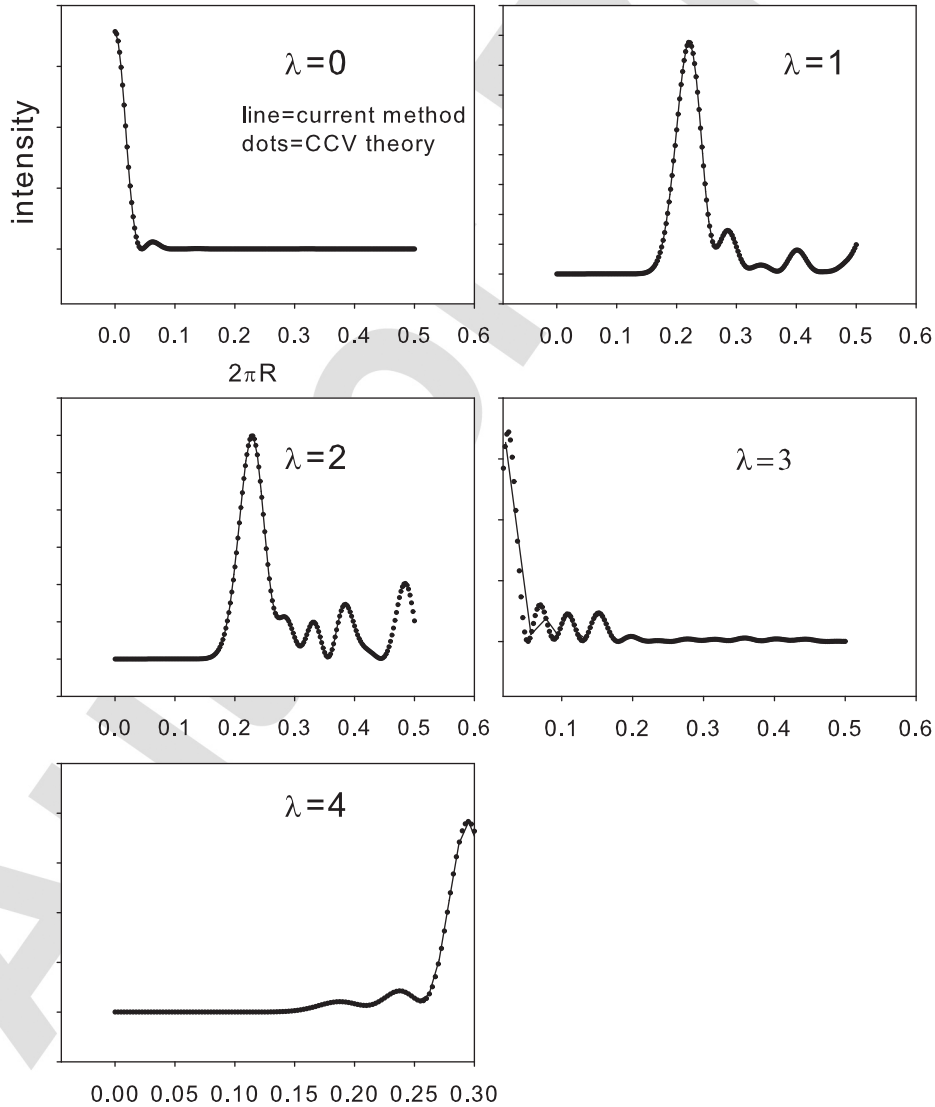 λ=0
line=current method
dots=CCV theory
intensity
0.0 0.1 0.2 0.3 0.4 0.5 0.6
2πR
λ=1
0.0 0.1 0.2 0.3 0.4 0.5 0.6
λ=2
0.0 0.1 0.2 0.3 0.4 0.5 0.6
λ=3
0.1 0.2 0.3 0.4 0.5 0.6
λ=4
0.00 0.05 0.10 0.15 0.20 0.25 0.30